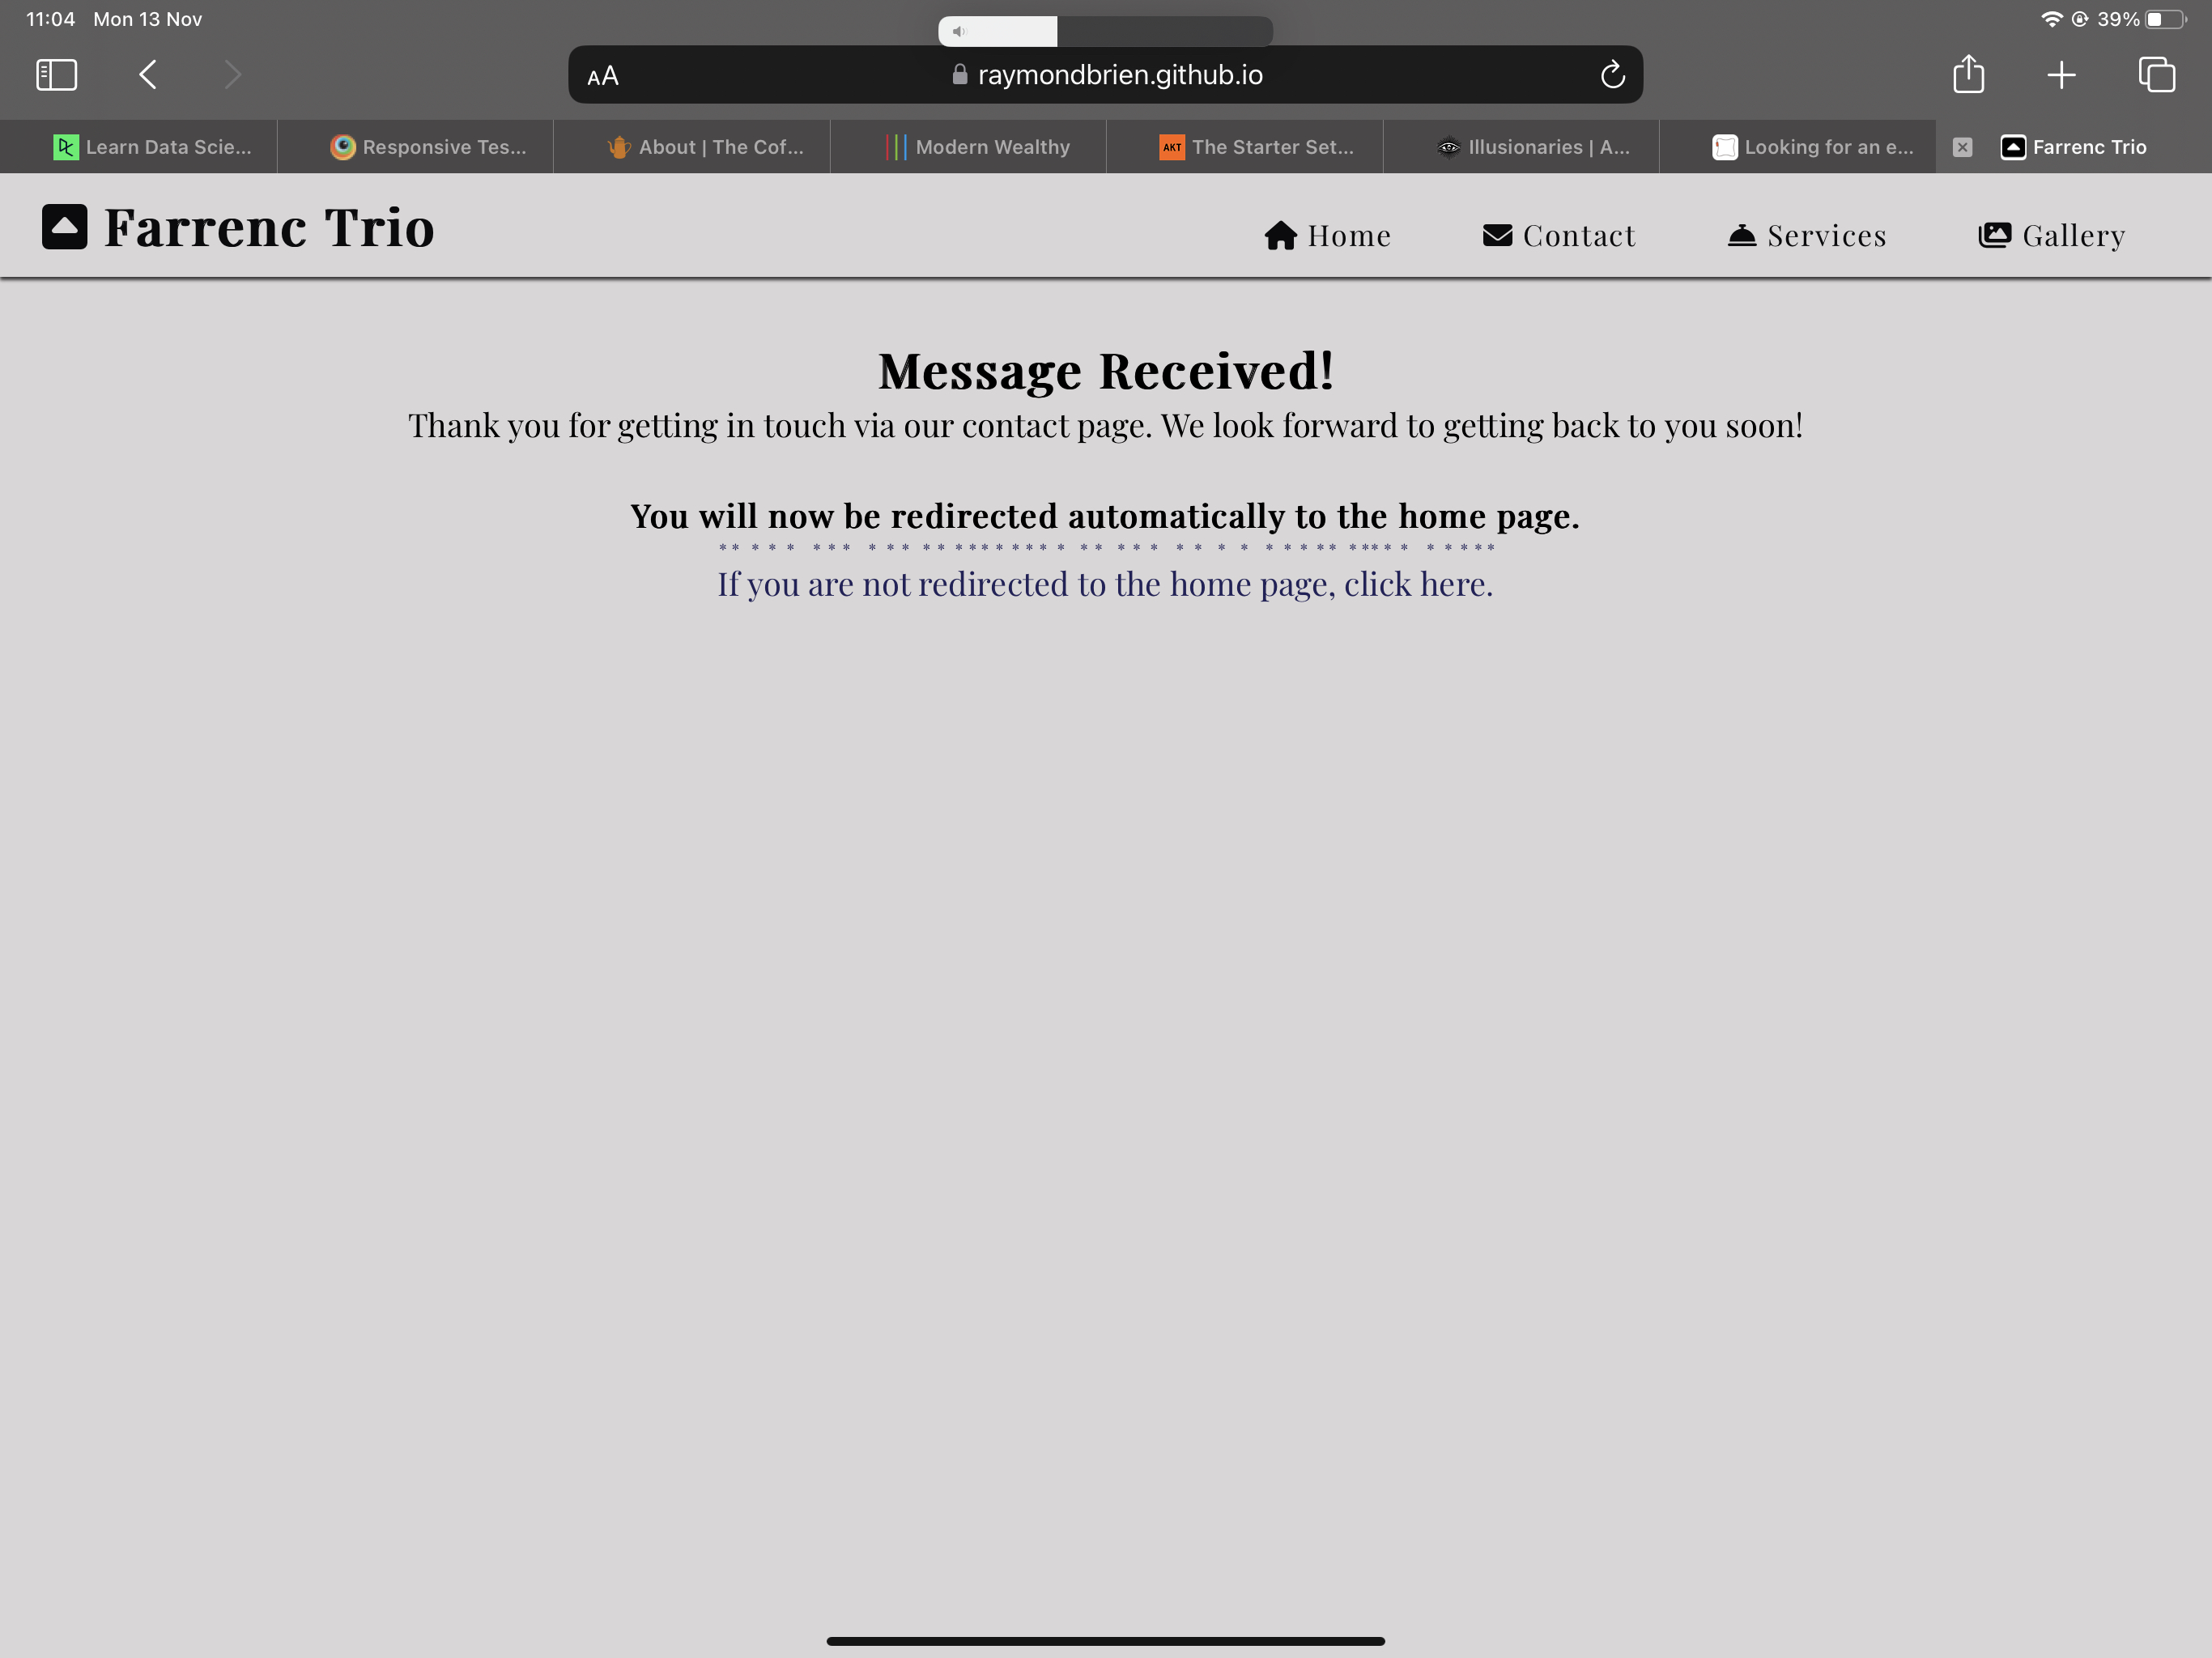 11:04 Mon 13 Nov
39%
AA raymondbrien.github.io
Learn Data Scie... Responsive Tes... About | The Cof... Modern Wealthy AKT The Starter Set... Illusionaries | A... Looking for an e... Farrenc Trio
Farrenc Trio Home Contact Services Gallery
Message Received!
Thank you for getting in touch via our contact page. We look forward to getting back to you soon!
You will now be redirected automatically to the home page.
If you are not redirected to the home page, click here.